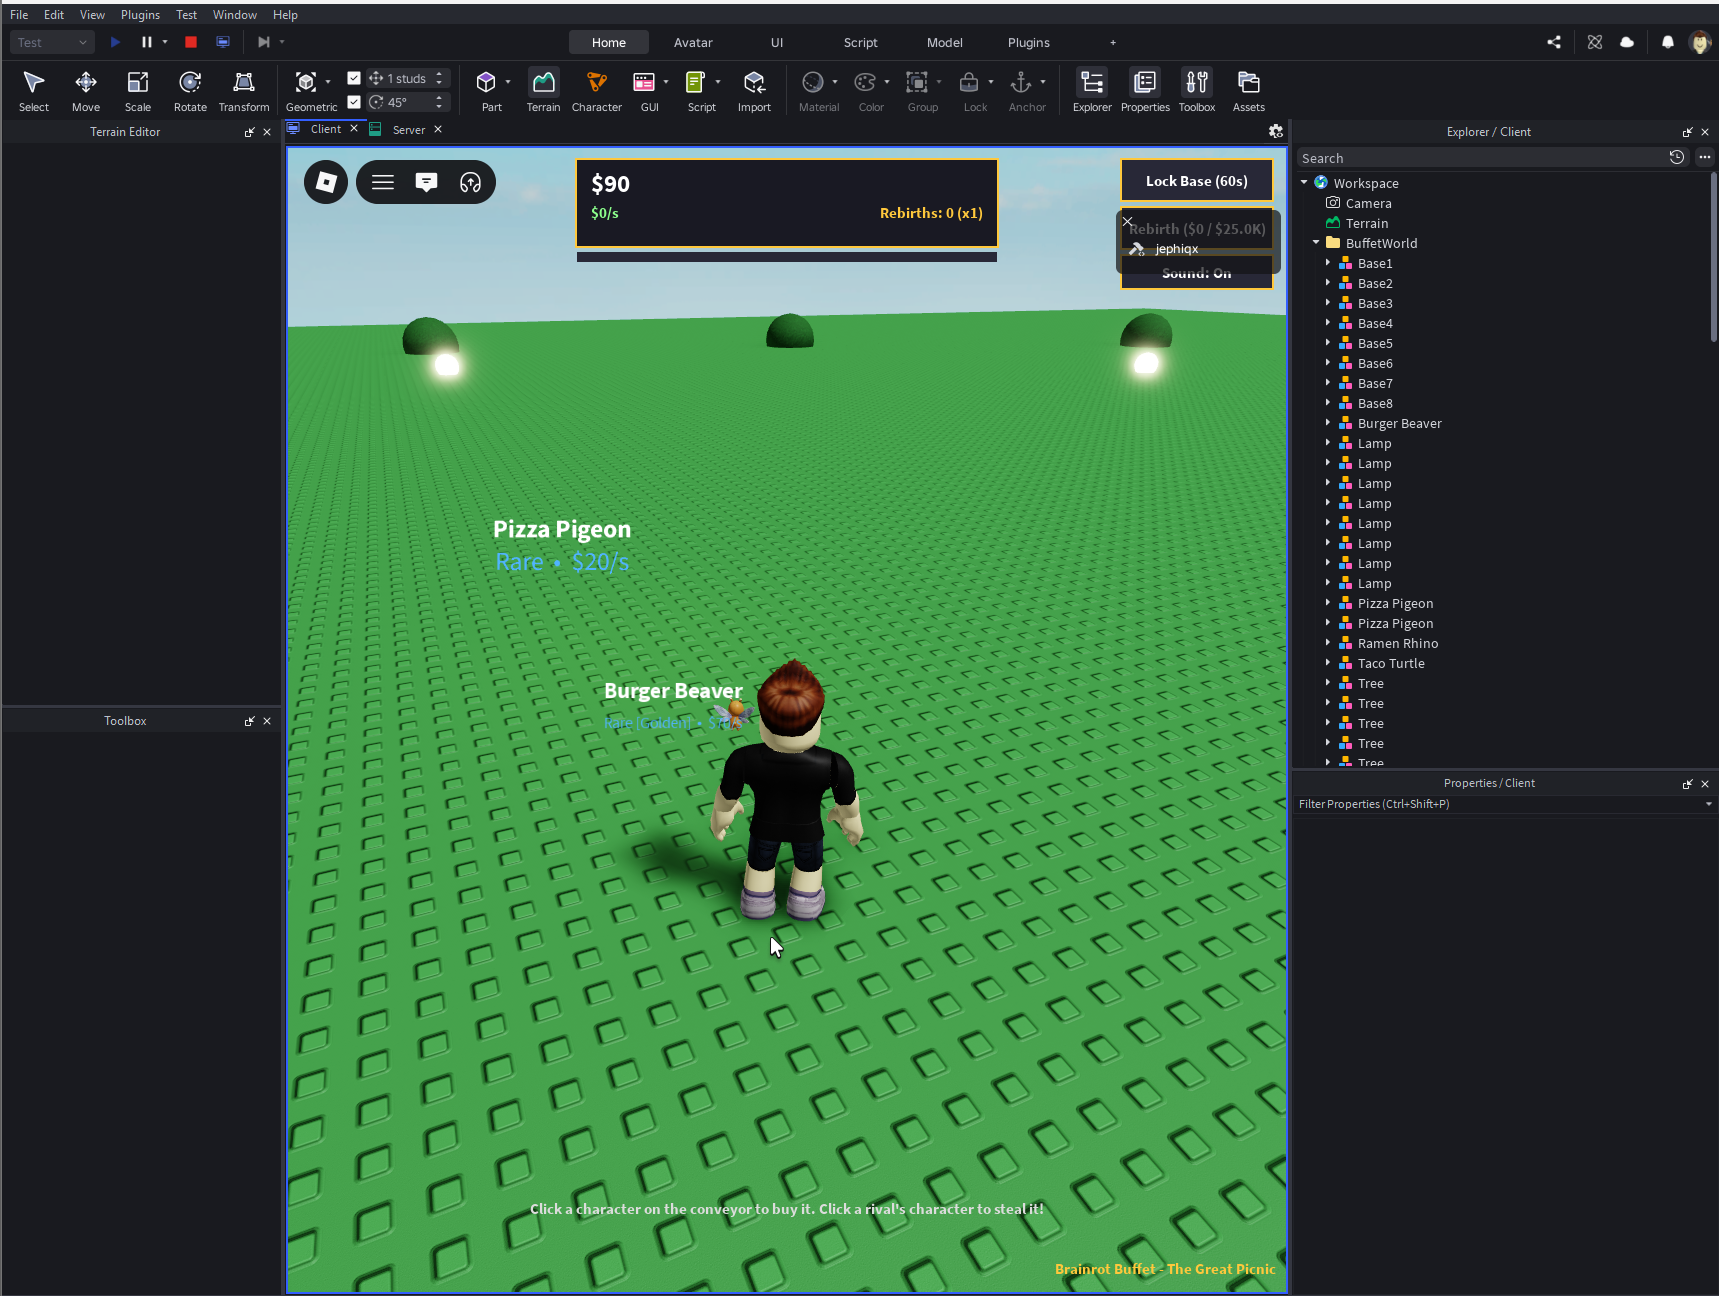 File Edit View Plugins Test Window Help
Test
Home Avatar UI Script Model Plugins +
Select Move Scale Rotate Transform Geometric 1 studs 45° Part Terrain Character GUI Script Import Material Color Group Lock Anchor Explorer Properties Toolbox Assets
Terrain Editor
Client
Server
Explorer / Client
Search
$90
$0/s
Rebirths: 0 (x1)
Lock Base (60s)
Rebirth ($0 / $25.0K)
jephiqx
Sound: On
Pizza Pigeon
Rare • $20/s
Burger Beaver
Rare [Golden] •
Click a character on the conveyor to buy it. Click a rival's character to steal it!
Brainrot Buffet - The Great Picnic
Toolbox
Workspace
Camera
Terrain
BuffetWorld
Base1
Base2
Base3
Base4
Base5
Base6
Base7
Base8
Burger Beaver
Lamp
Lamp
Lamp
Lamp
Lamp
Lamp
Lamp
Lamp
Pizza Pigeon
Pizza Pigeon
Ramen Rhino
Taco Turtle
Tree
Tree
Tree
Tree
Tree
Properties / Client
Filter Properties (Ctrl+Shift+P)